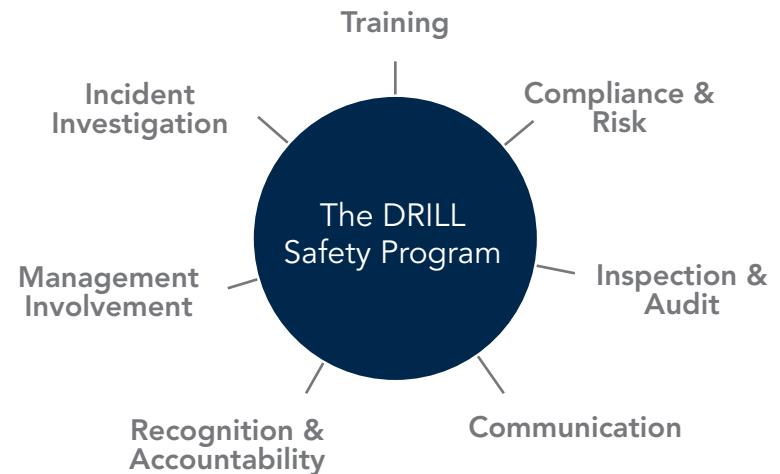 Training
Compliance &
Risk
Inspection &
Audit
Communication
Recognition &
Accountability
Management
Involvement
Incident
Investigation
The DRILL
Safety Program